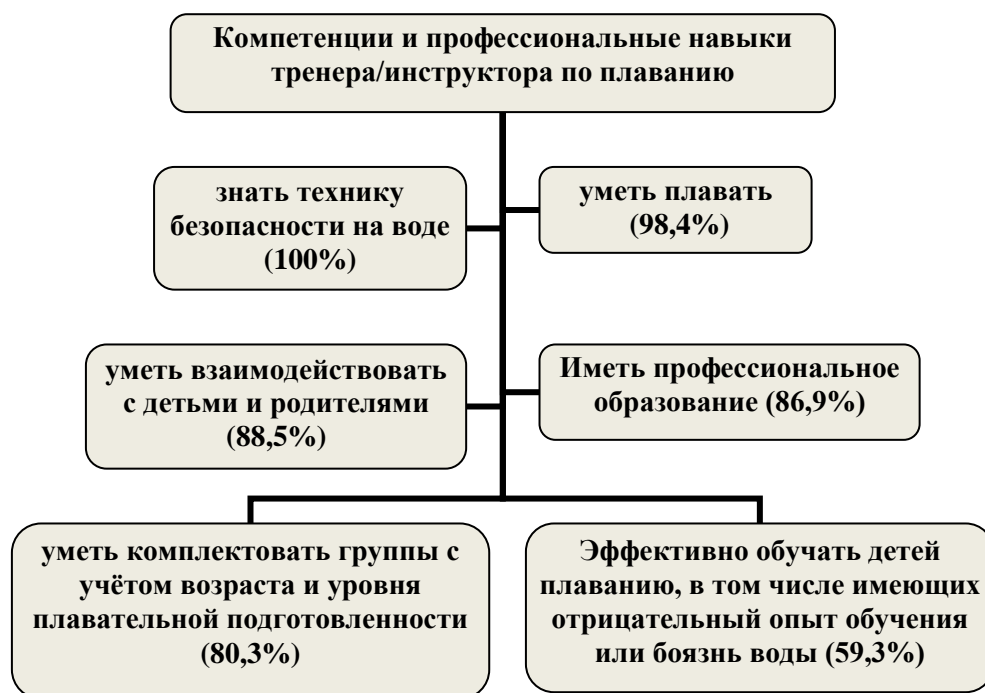 Компетенции и профессиональные навыки
тренера/инструктора по плаванию
знать технику
безопасности на воде
(100%)
уметь плавать
(98,4%)
уметь взаимодействовать
с детьми и родителями
(88,5%)
Иметь профессиональное
образование (86,9%)
уметь комплектовать группы с
учётом возраста и уровня
плавательной подготовленности
(80,3%)
Эффективно обучать детей
плаванию, в том числе имеющих
отрицательный опыт обучения
или боязнь воды (59,3%)